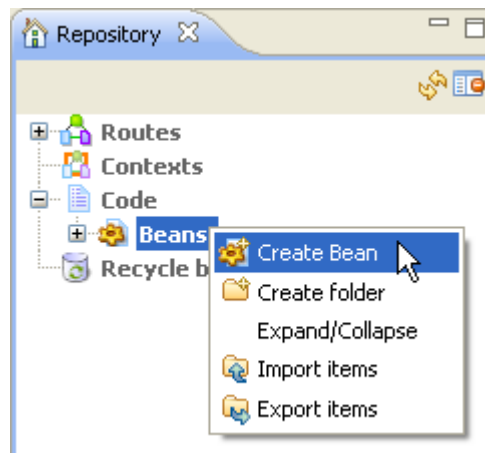 Repository
Routes
Contexts
Code
Beans
Create Bean
Recycle b
Create folder
Expand/Collapse
Import items
Export items